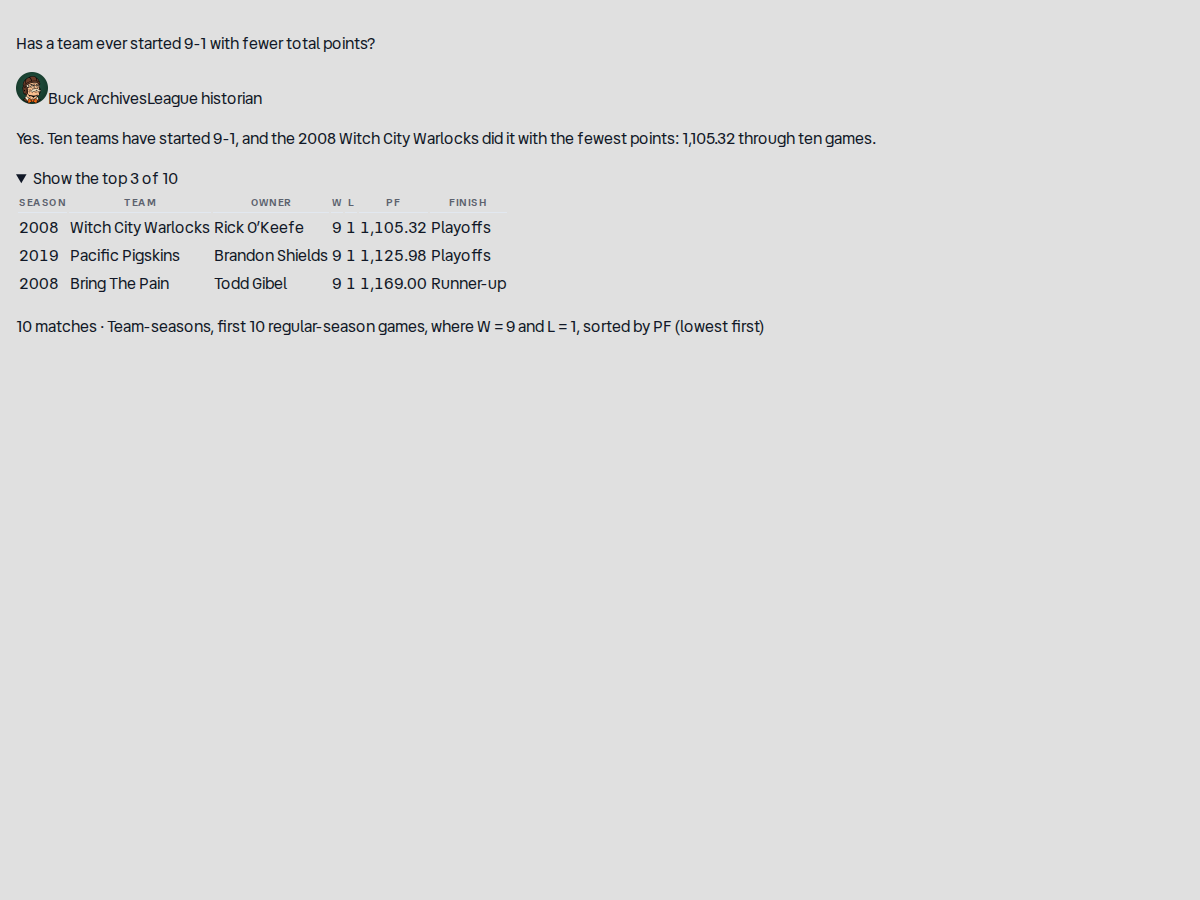 Has a team ever started 9-1 with fewer total points?
Buck ArchivesLeague historian
Yes. Ten teams have started 9-1, and the 2008 Witch City Warlocks did it with the fewest points: 1,105.32 through ten games.
▼ Show the top 3 of 10
SEASON TEAM OWNER W L PF FINISH
2008 Witch City Warlocks Rick O’Keefe 9 1 1,105.32 Playoffs
2019 Pacific Pigskins Brandon Shields 9 1 1,125.98 Playoffs
2008 Bring The Pain Todd Gibel 9 1 1,169.00 Runner-up
10 matches · Team-seasons, first 10 regular-season games, where W = 9 and L = 1, sorted by PF (lowest first)